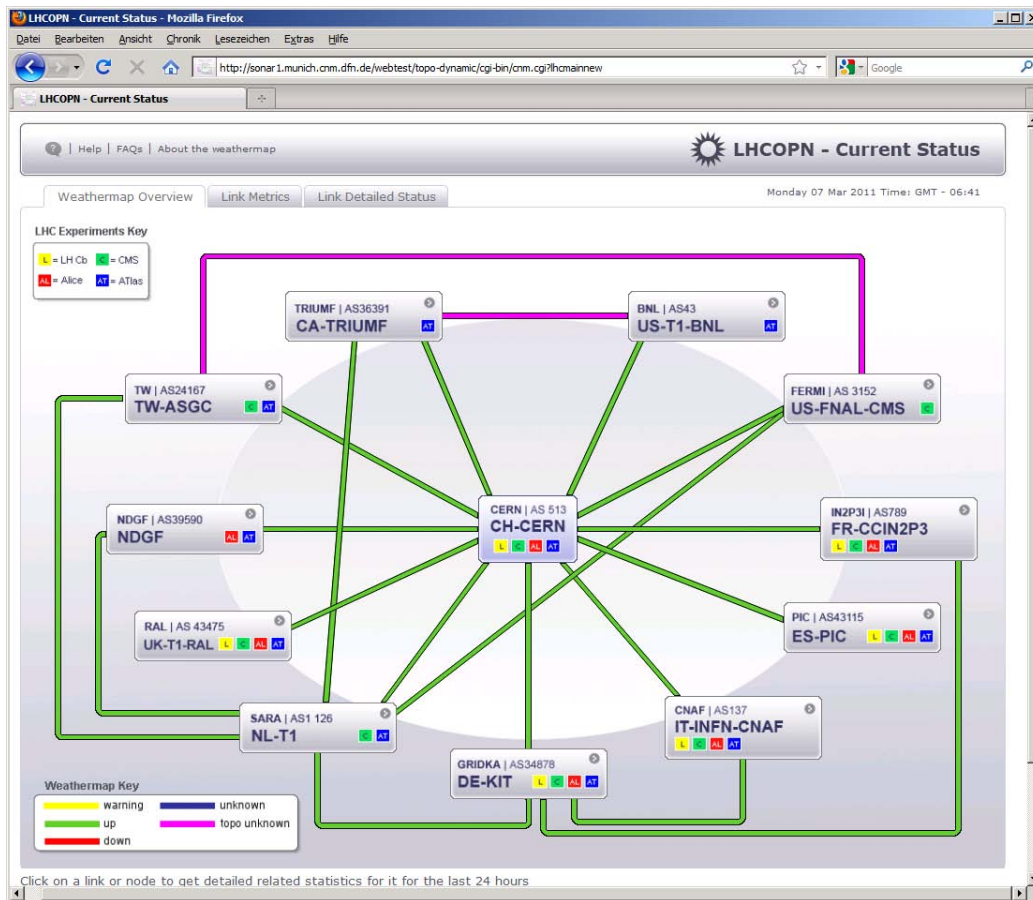 LHCOPN - Current Status - Mozilla Firefox
Datei Bearbeiten Ansicht Chronik Lesezeichen Extras Hilfe
http://sonar1.munich.cnm.dfn.de/webtest/topo-dynamic/cgi-bin/cnm.cgi?lhcmainnew
Google
LHCOPN - Current Status
? | Help | FAQs | About the weathermap
LHCOPN - Current Status
Weathermap Overview Link Metrics Link Detailed Status
Monday 07 Mar 2011 Time: GMT - 06:41
LHC Experiments Key
L = LH Cb C = CMS
AL = Alice AT = ATlas
TRIUMF | AS36391
CA-TRIUMF AT
BNL | AS43
US-T1-BNL AT
TW | AS24167
TW-ASGC C AT
FERMI | AS 3152
US-FNAL-CMS C
CERN | AS 513
CH-CERN
L C AL AT
NDGF | AS39590
NDGF AL AT
IN2P3I | AS789
FR-CCIN2P3
L C AL AT
RAL | AS 43475
UK-T1-RAL L C AL AT
PIC | AS43115
ES-PIC L C AL AT
SARA | AS1 126
NL-T1 C AT
CNAF | AS137
IT-INFN-CNAF
L C AL AT
GRIDKA | AS34878
DE-KIT L C AL AT
Weathermap Key
warning unknown
up topo unknown
down
Click on a link or node to get detailed related statistics for it for the last 24 hours